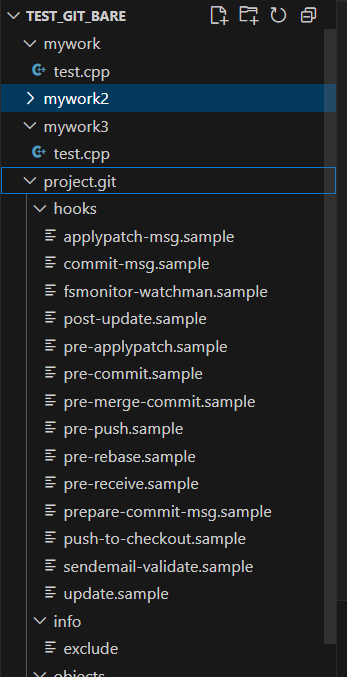 TEST_GIT_BARE
mywork
test.cpp
mywork2
mywork3
test.cpp
project.git
hooks
applypatch-msg.sample
commit-msg.sample
fsmonitor-watchman.sample
post-update.sample
pre-applypatch.sample
pre-commit.sample
pre-merge-commit.sample
pre-push.sample
pre-rebase.sample
pre-receive.sample
prepare-commit-msg.sample
push-to-checkout.sample
sendemail-validate.sample
update.sample
info
exclude
objects